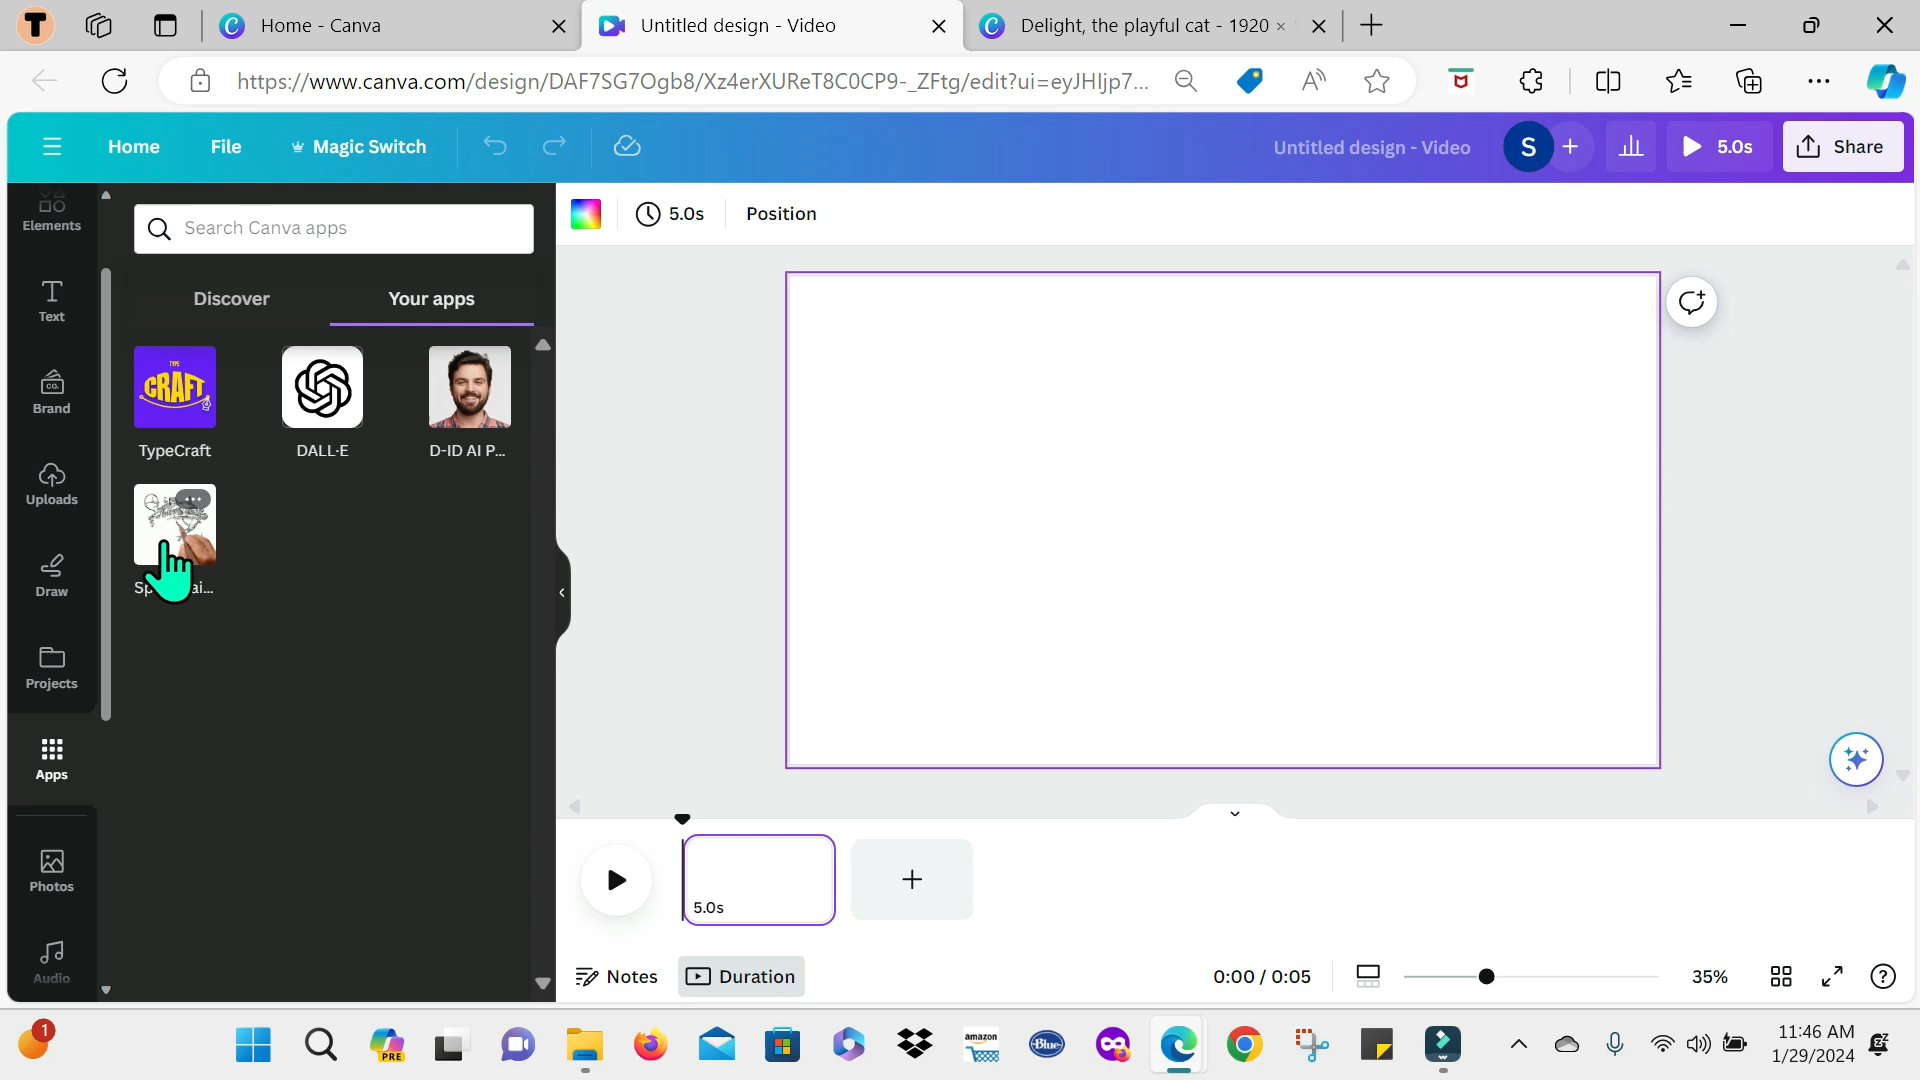 Home - Canva
Untitled design - Video
Delight, the playful cat - 1920 ×
https://www.canva.com/design/DAF7SG7Ogb8/Xz4erXUReT8C0CP9-_ZFtg/edit?ui=eyJHIjp7...
Home
File
Magic Switch
Untitled design - Video
S
5.0s
Share
Elements
Search Canva apps
5.0s
Position
Text
Discover
Your apps
Brand
TYPE
CRAFT
TypeCraft
DALL·E
D-ID AI P...
Uploads
Draw
Projects
Apps
Photos
Audio
5.0s
Notes
Duration
0:00 / 0:05
35%
1
PRE
amazon
Blue
11:46 AM
1/29/2024